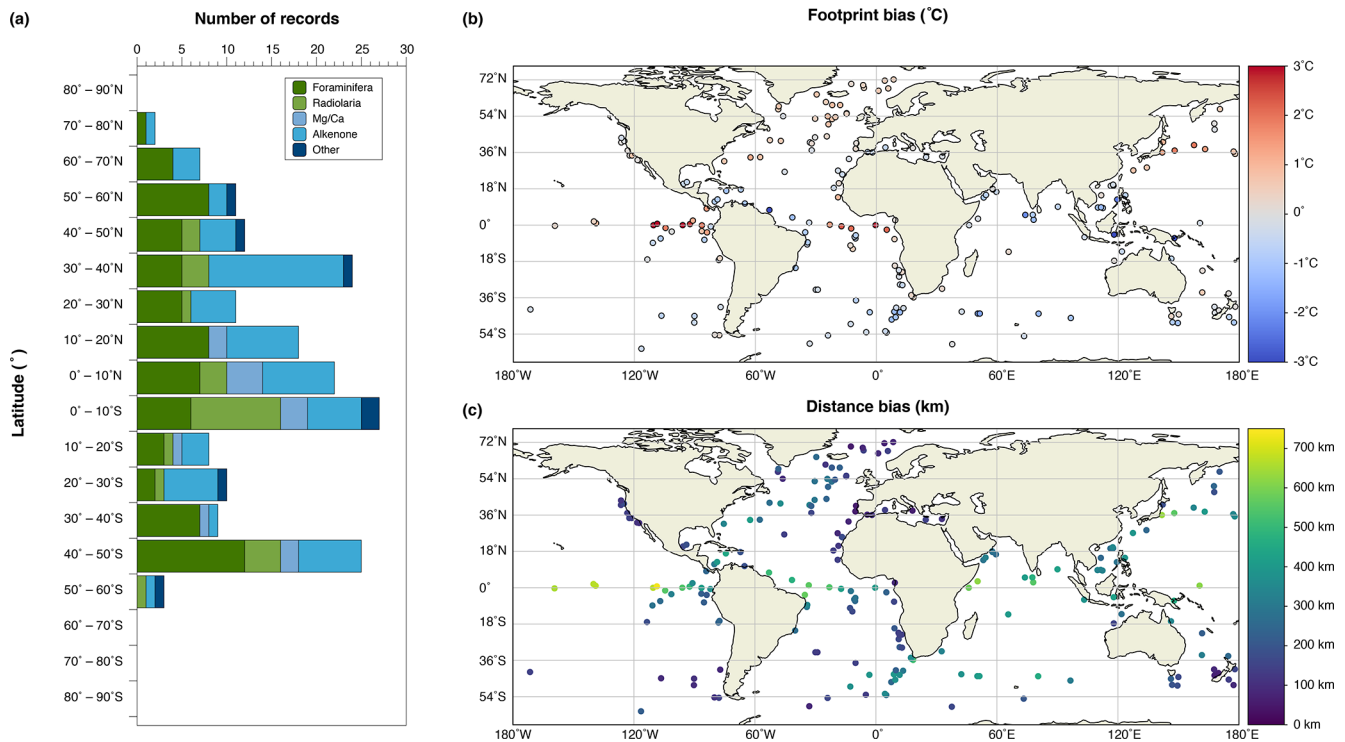 (a)
Number of records
0 5 10 15 20 25 30
Foraminifera
Radiolaria
Mg/Ca
Alkenone
Other
Latitude (˚)
80˚ – 90˚N
70˚ – 80˚N
60˚ – 70˚N
50˚ – 60˚N
40˚ – 50˚N
30˚ – 40˚N
20˚ – 30˚N
10˚ – 20˚N
0˚ – 10˚N
0˚ – 10˚S
10˚ – 20˚S
20˚ – 30˚S
30˚ – 40˚S
40˚ – 50˚S
50˚ – 60˚S
60˚ – 70˚S
70˚ – 80˚S
80˚ – 90˚S
(b)
Footprint bias (˚C)
72˚N
54˚N
36˚N
18˚N
0˚
18˚S
36˚S
54˚S
180˚W 120˚W 60˚W 0˚ 60˚E 120˚E 180˚E
3˚C
2˚C
1˚C
0˚C
-1˚C
-2˚C
-3˚C
(c)
Distance bias (km)
72˚N
54˚N
36˚N
18˚N
0˚
18˚S
36˚S
54˚S
180˚W 120˚W 60˚W 0˚ 60˚E 120˚E 180˚E
700 km
600 km
500 km
400 km
300 km
200 km
100 km
0 km